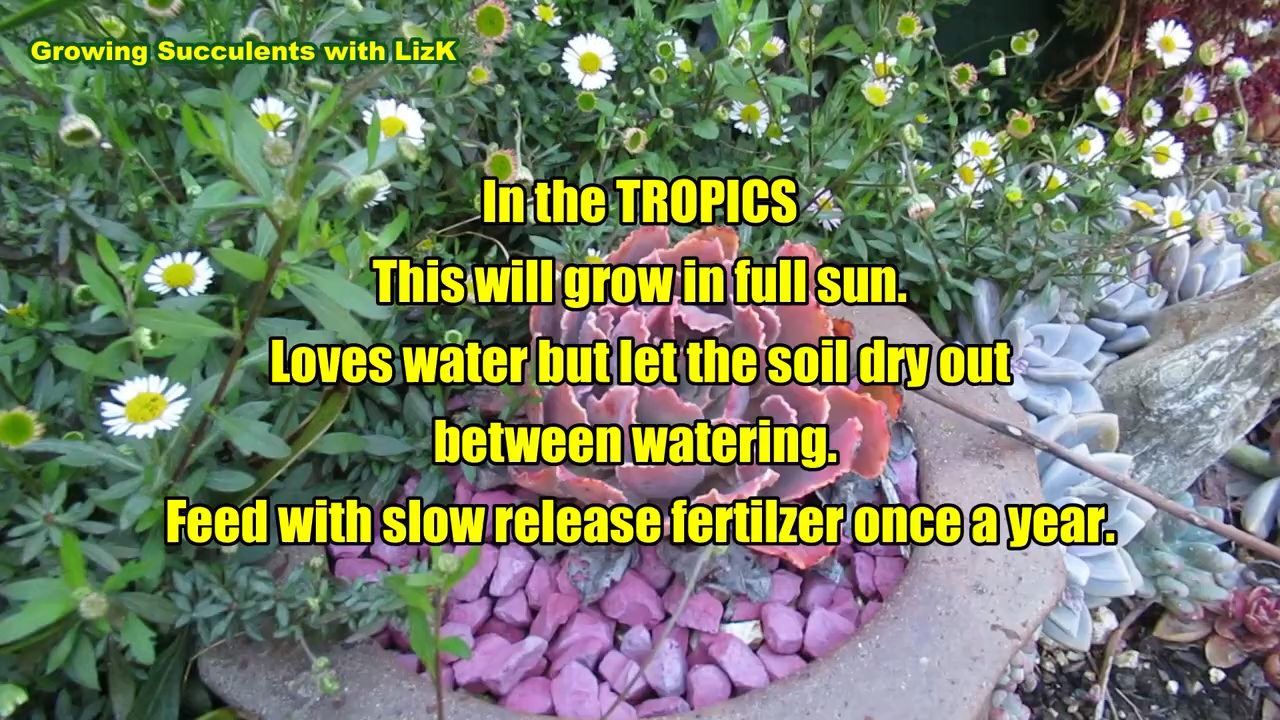 Growing Succulents with LizK
In the TROPICS
This will grow in full sun.
Loves water but let the soil dry out
between watering.
Feed with slow release fertilzer once a year.